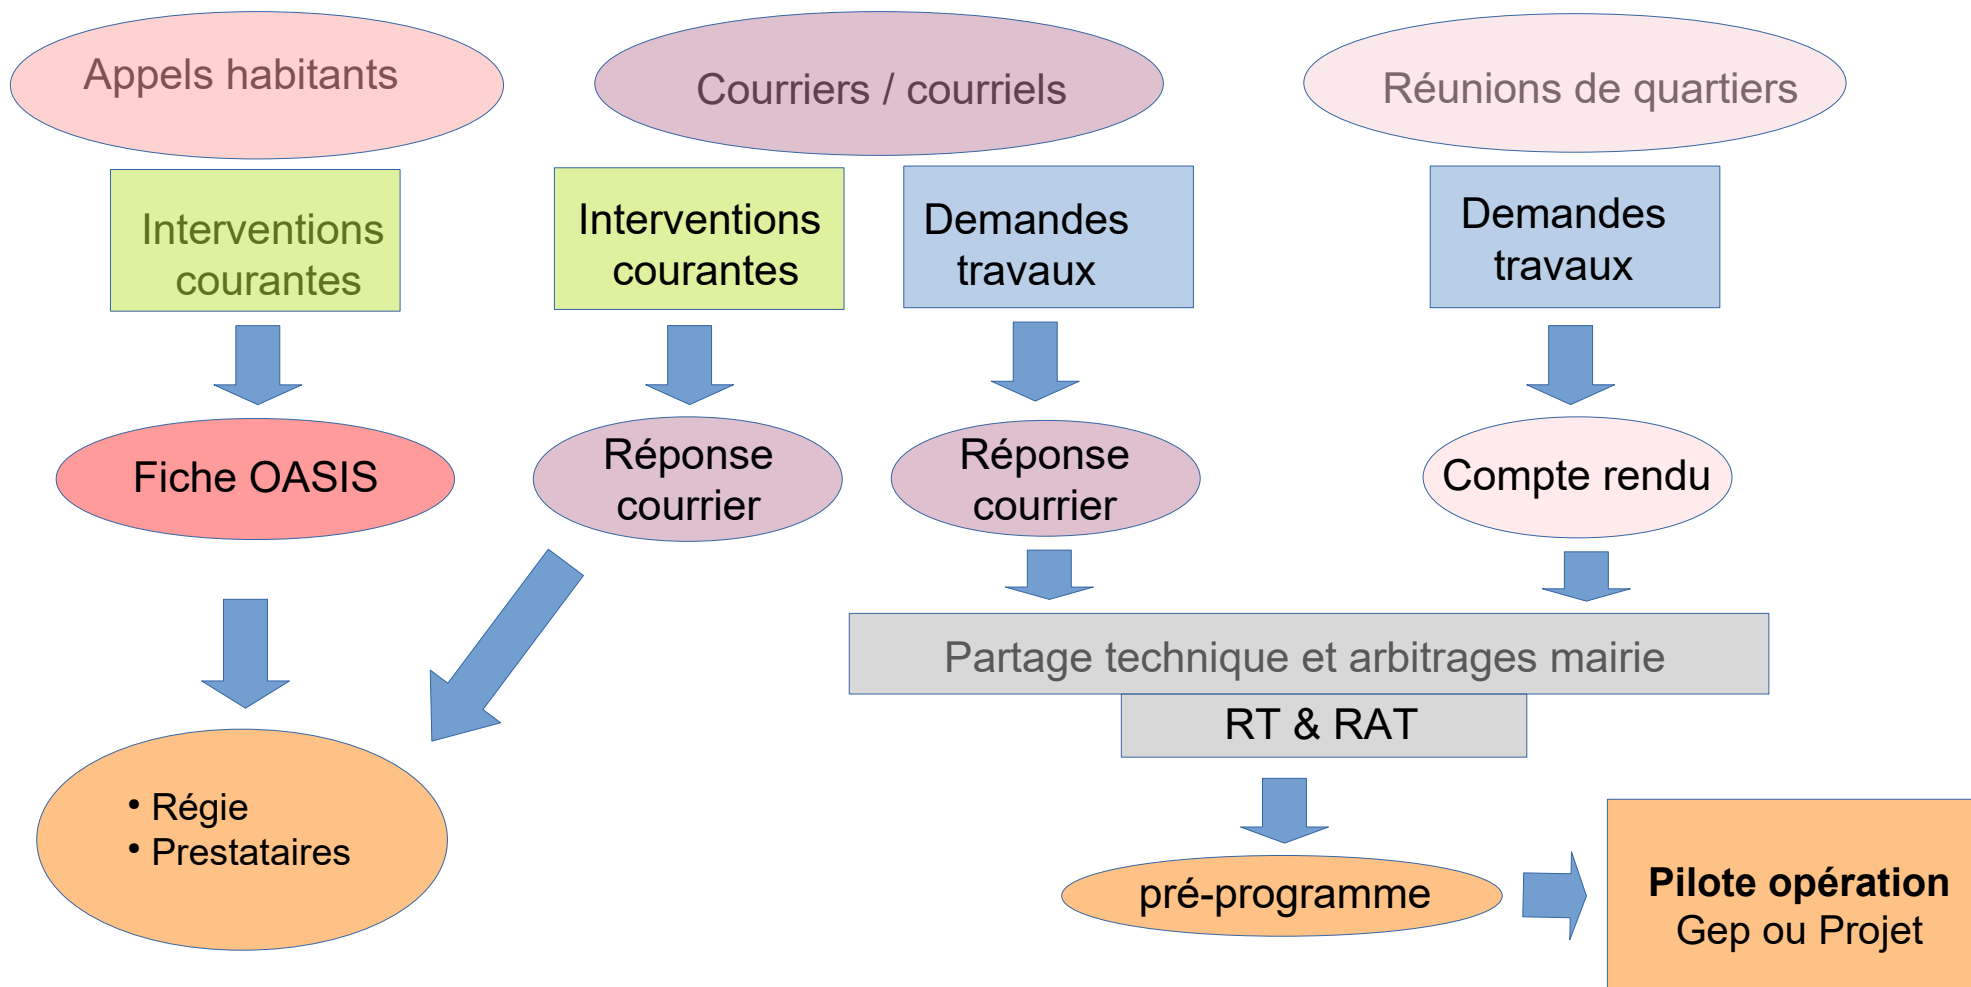 Appels habitants
Courriers / courriels
Réunions de quartiers
Interventions
courantes
Interventions
courantes
Demandes
travaux
Demandes
travaux
Fiche OASIS
Réponse
courrier
Réponse
courrier
Compte rendu
Partage technique et arbitrages mairie
RT & RAT
• Régie
• Prestataires
pré-programme
Pilote opération
Gep ou Projet